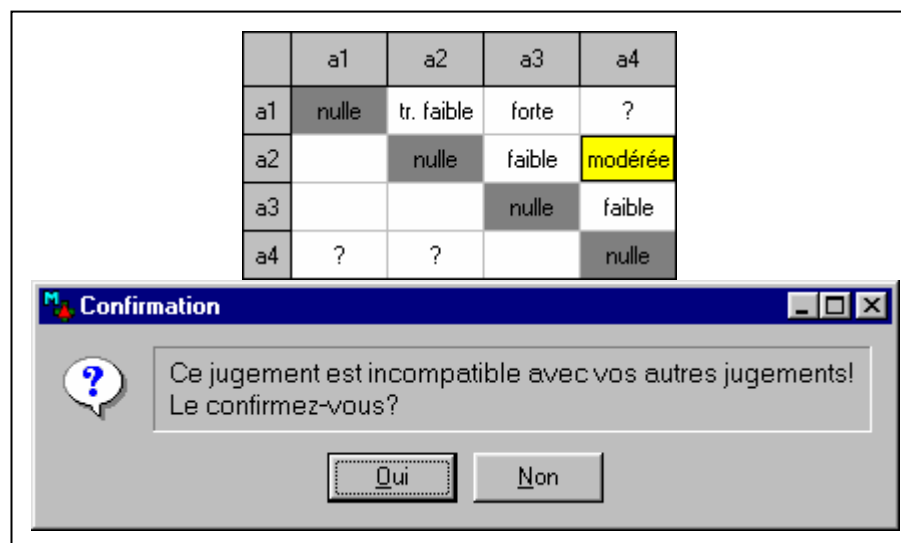 a1 a2 a3 a4
a1 nulle tr. faible forte ?
a2 nulle faible modérée
a3 nulle faible
a4 ? ? nulle
M Confirmation
?
Ce jugement est incompatible avec vos autres jugements!
Le confirmez-vous?
Oui Non